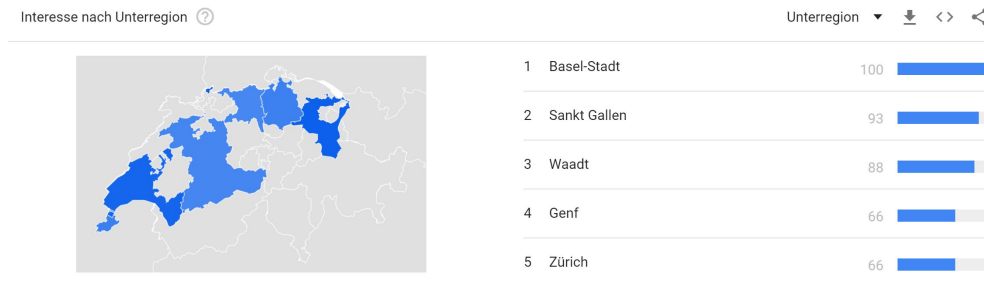 Interesse nach Unterregion ?
Unterregion
1 Basel-Stadt 100
2 Sankt Gallen 93
3 Waadt 88
4 Genf 66
5 Zürich 66